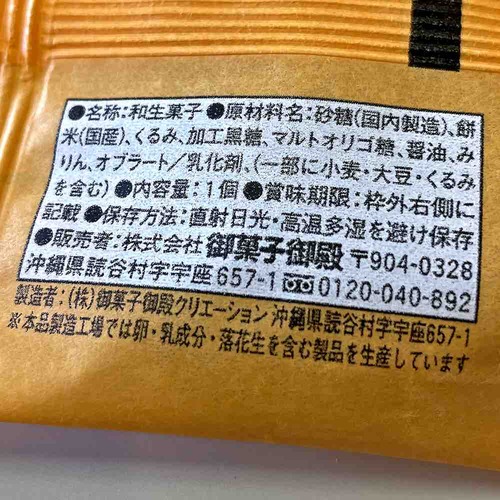 ●名称:和生菓子●原材料名:砂糖(国内製造)、餅
米(国産)、くるみ、加工黒糖、マルトオリゴ糖、醤油、み
りん、オブラート/乳化剤、(一部に小麦・大豆・くるみ
を含む)●内容量:1個●賞味期限:枠外右側に
記載●保存方法:直射日光・高温多湿を避け保存
●販売者:株式会社御菓子御殿〒904-0328
沖縄県読谷村字宇座657-1 0120-040-892
製造者:(株)御菓子御殿クリエーション 沖縄県読谷村字宇座657-1
※本品製造工場では卵・乳成分・落花生を含む製品を生産しています